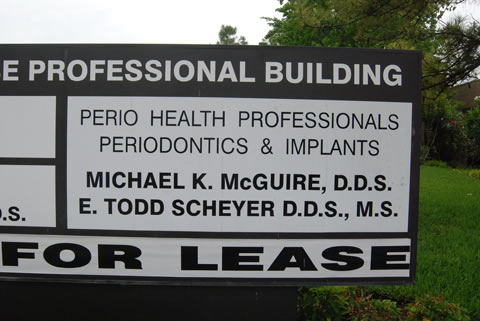 E PROFESSIONAL BUILDING
PERIO HEALTH PROFESSIONALS
PERIODONTICS & IMPLANTS
MICHAEL K. McGUIRE, D.D.S.
E. TODD SCHEYER D.D.S., M.S.
.S.
FOR LEASE